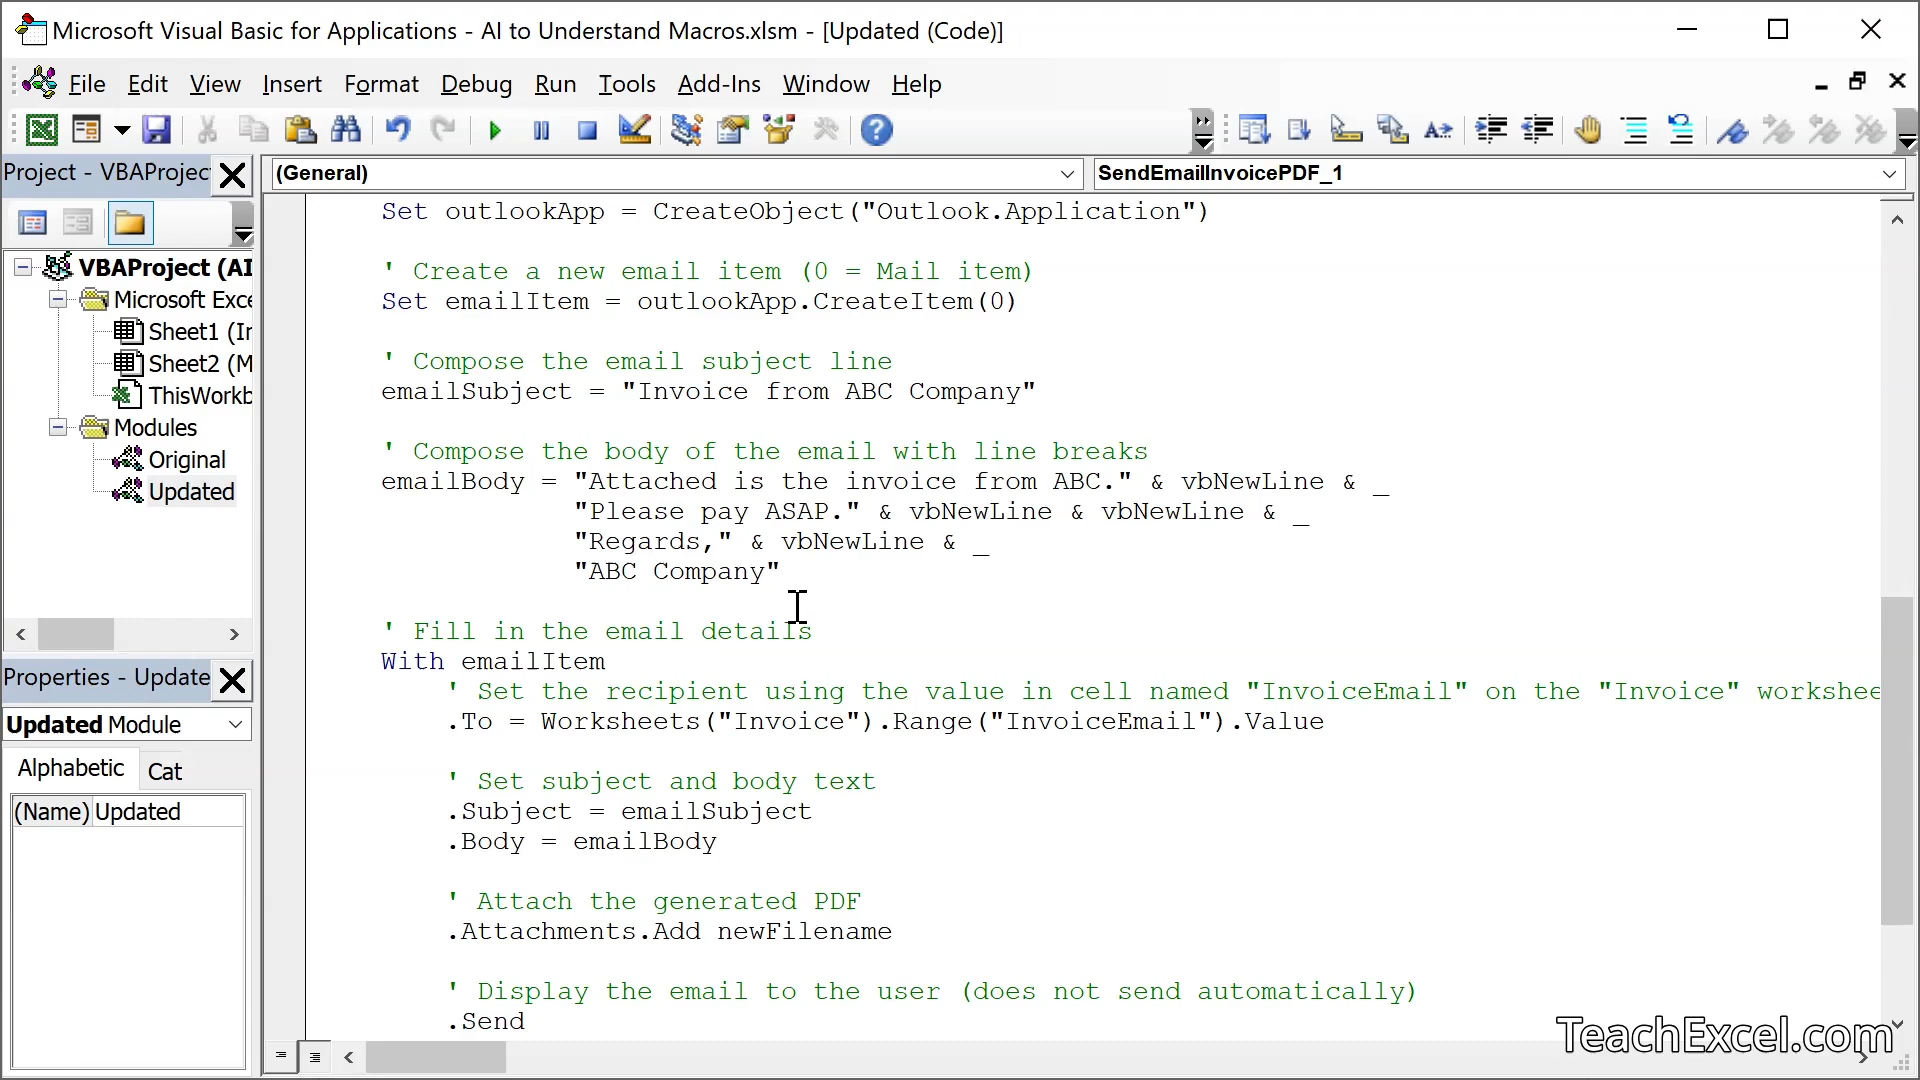 Microsoft Visual Basic for Applications - AI to Understand Macros.xlsm - [Updated (Code)]
File Edit View Insert Format Debug Run Tools Add-Ins Window Help
Project - VBAProjec
(General)
SendEmailInvoicePDF_1
VBAProject (AI
Microsoft Exce
Sheet1 (In
Sheet2 (M
ThisWorkb
Modules
Original
Updated
Properties - Update
Updated Module
Alphabetic Cat
(Name) Updated
Set outlookApp = CreateObject("Outlook.Application")
' Create a new email item (0 = Mail item)
Set emailItem = outlookApp.CreateItem(0)
' Compose the email subject line
emailSubject = "Invoice from ABC Company"
' Compose the body of the email with line breaks
emailBody = "Attached is the invoice from ABC." & vbNewLine & _
"Please pay ASAP." & vbNewLine & vbNewLine & _
"Regards," & vbNewLine & _
"ABC Company"
' Fill in the email details
With emailItem
' Set the recipient using the value in cell named "InvoiceEmail" on the "Invoice" workshee
.To = Worksheets("Invoice").Range("InvoiceEmail").Value
' Set subject and body text
.Subject = emailSubject
.Body = emailBody
' Attach the generated PDF
.Attachments.Add newFilename
' Display the email to the user (does not send automatically)
.Send
TeachExcel.com